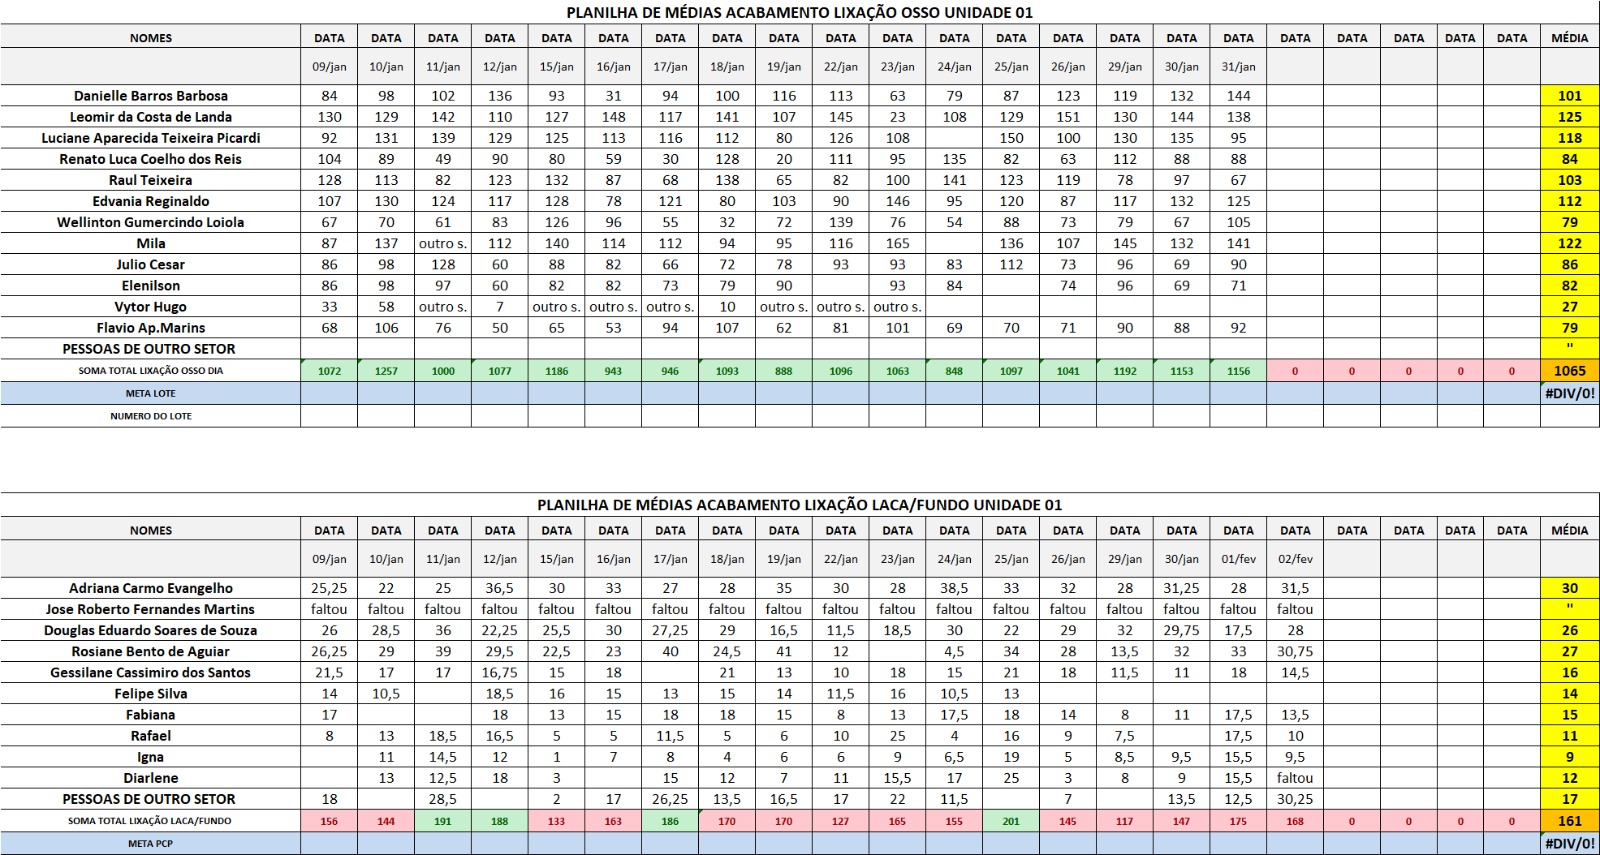 PLANILHA DE MÉDIAS ACABAMENTO LIXAÇÃO OSSO UNIDADE 01
NOMES DATA DATA DATA DATA DATA DATA DATA DATA DATA DATA DATA DATA DATA DATA DATA DATA DATA DATA DATA DATA DATA DATA MÉDIA
09/jan 10/jan 11/jan 12/jan 15/jan 16/jan 17/jan 18/jan 19/jan 22/jan 23/jan 24/jan 25/jan 26/jan 29/jan 30/jan 31/jan
Danielle Barros Barbosa 84 98 102 136 93 31 94 100 116 113 63 79 87 123 119 132 144 101
Leomir da Costa de Landa 130 129 142 110 127 148 117 141 107 145 23 108 129 151 130 144 138 125
Luciane Aparecida Teixeira Picardi 92 131 139 129 125 113 116 112 80 126 108 150 100 130 135 95 118
Renato Luca Coelho dos Reis 104 89 49 90 80 59 30 128 20 111 95 135 82 63 112 88 88 84
Raul Teixeira 128 113 82 123 132 87 68 138 65 82 100 141 123 119 78 97 67 103
Edvania Reginaldo 107 130 124 117 128 78 121 80 103 90 146 95 120 87 117 132 125 112
Wellinton Gumercindo Loiola 67 70 61 83 126 96 55 32 72 139 76 54 88 73 79 67 105 79
Mila 87 137 outro s. 112 140 114 112 94 95 116 165 136 107 145 132 141 122
Julio Cesar 86 98 128 60 88 82 66 72 78 93 93 83 112 73 96 69 90 86
Elenilson 86 98 97 60 82 82 73 79 90 93 84 74 96 69 71 82
Vytor Hugo 33 58 outro s. 7 outro s. outro s. outro s. 10 outro s. outro s. outro s. 27
Flavio Ap.Marins 68 106 76 50 65 53 94 107 62 81 101 69 70 71 90 88 92 79
PESSOAS DE OUTRO SETOR "
SOMA TOTAL LIXAÇÃO OSSO DIA 1072 1257 1000 1077 1186 943 946 1093 888 1096 1063 848 1097 1041 1192 1153 1156 0 0 0 0 0 1065
META LOTE #DIV/0!
NUMERO DO LOTE
PLANILHA DE MÉDIAS ACABAMENTO LIXAÇÃO LACA/FUNDO UNIDADE 01
NOMES DATA DATA DATA DATA DATA DATA DATA DATA DATA DATA DATA DATA DATA DATA DATA DATA DATA DATA DATA DATA DATA DATA MÉDIA
09/jan 10/jan 11/jan 12/jan 15/jan 16/jan 17/jan 18/jan 19/jan 22/jan 23/jan 24/jan 25/jan 26/jan 29/jan 30/jan 01/fev 02/fev
Adriana Carmo Evangelho 25,25 22 25 36,5 30 33 27 28 35 30 28 38,5 33 32 28 31,25 28 31,5 30
Jose Roberto Fernandes Martins faltou faltou faltou faltou faltou faltou faltou faltou faltou faltou faltou faltou faltou faltou faltou faltou faltou faltou "
Douglas Eduardo Soares de Souza 26 28,5 36 22,25 25,5 30 27,25 29 16,5 11,5 18,5 30 22 29 32 29,75 17,5 28 26
Rosiane Bento de Aguiar 26,25 29 39 29,5 22,5 23 40 24,5 41 12 4,5 34 28 13,5 32 33 30,75 27
Gessilane Cassimiro dos Santos 21,5 17 17 16,75 15 18 21 13 10 18 15 21 18 11,5 11 18 14,5 16
Felipe Silva 14 10,5 18,5 16 15 13 15 14 11,5 16 10,5 13 14
Fabiana 17 18 13 15 18 18 15 8 13 17,5 18 14 8 11 17,5 13,5 15
Rafael 8 13 18,5 16,5 5 5 11,5 5 6 10 25 4 16 9 7,5 17,5 10 11
Igna 11 14,5 12 1 7 8 4 6 6 9 6,5 19 5 8,5 9,5 15,5 9,5 9
Diarlene 13 12,5 18 3 15 12 7 11 15,5 17 25 3 8 9 15,5 faltou 12
PESSOAS DE OUTRO SETOR 18 28,5 2 17 26,25 13,5 16,5 17 22 11,5 7 13,5 12,5 30,25 17
SOMA TOTAL LIXAÇÃO LACA/FUNDO 156 144 191 188 133 163 186 170 170 127 165 155 201 145 117 147 175 168 0 0 0 0 161
META PCP #DIV/0!